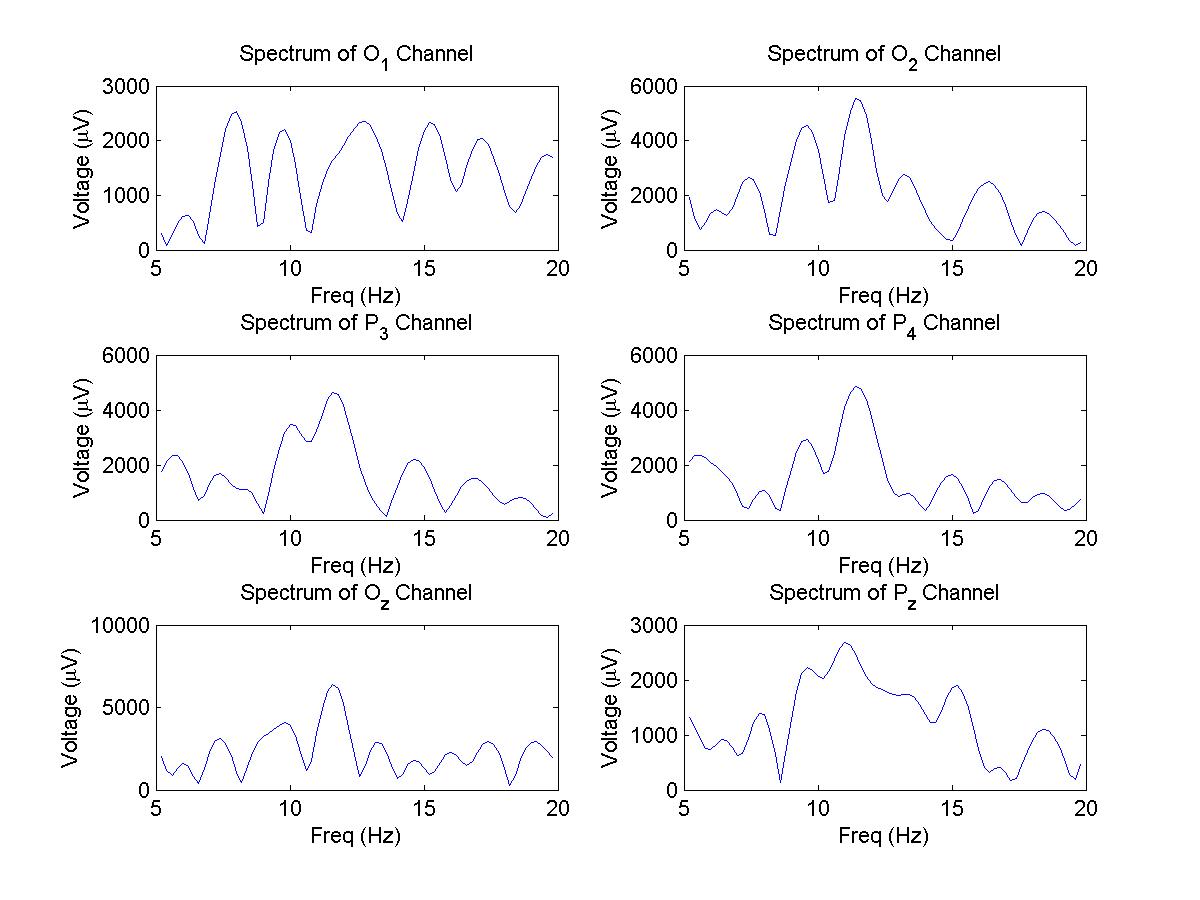 Spectrum of O₁ Channel
3000
2000
1000
0
Voltage (μV)
5 10 15 20
Freq (Hz)
Spectrum of O₂ Channel
6000
4000
2000
0
Voltage (μV)
5 10 15 20
Freq (Hz)
Spectrum of P₃ Channel
6000
4000
2000
0
Voltage (μV)
5 10 15 20
Freq (Hz)
Spectrum of P₄ Channel
6000
4000
2000
0
Voltage (μV)
5 10 15 20
Freq (Hz)
Spectrum of O_z Channel
10000
5000
0
Voltage (μV)
5 10 15 20
Freq (Hz)
Spectrum of P_z Channel
3000
2000
1000
0
Voltage (μV)
5 10 15 20
Freq (Hz)